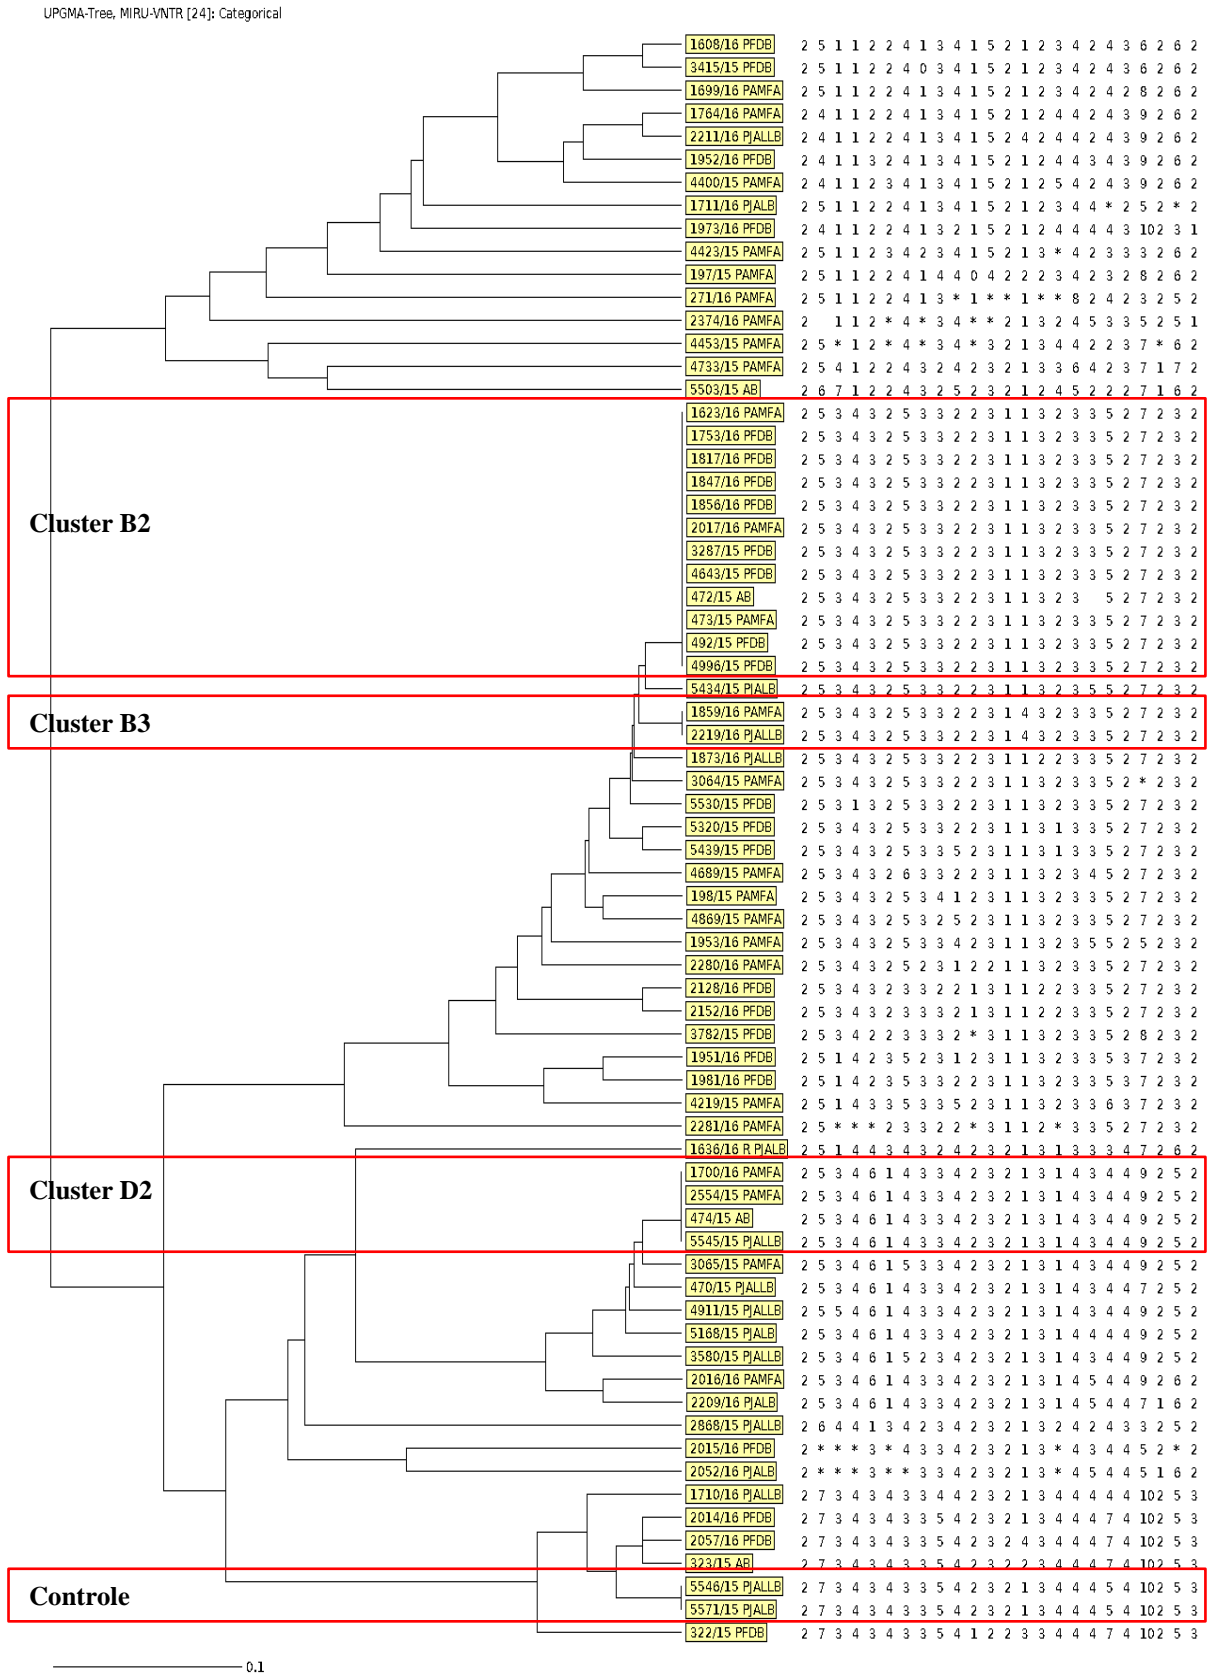 UPGMA-Tree, MIRU-VNTR [24]: Categorical
1608/16 PFDB 2 5 1 1 2 2 4 1 3 4 1 5 2 1 2 3 4 2 4 3 6 2 6 2
3415/15 PFDB 2 5 1 1 2 2 4 0 3 4 1 5 2 1 2 3 4 2 4 3 6 2 6 2
1699/16 PAMFA 2 5 1 1 2 2 4 1 3 4 1 5 2 1 2 3 4 2 4 2 8 2 6 2
1764/16 PAMFA 2 4 1 1 2 2 4 1 3 4 1 5 2 1 2 4 4 2 4 3 9 2 6 2
2211/16 PJALLB 2 4 1 1 2 2 4 1 3 4 1 5 2 4 2 4 4 2 4 3 9 2 6 2
1952/16 PFDB 2 4 1 1 3 2 4 1 3 4 1 5 2 1 2 4 4 3 4 3 9 2 6 2
4400/15 PAMFA 2 4 1 1 2 3 4 1 3 4 1 5 2 1 2 5 4 2 4 3 9 2 6 2
1711/16 PJALB 2 5 1 1 2 2 4 1 3 4 1 5 2 1 2 3 4 4 * 2 5 2 * 2
1973/16 PFDB 2 4 1 1 2 2 4 1 3 2 1 5 2 1 2 4 4 4 4 3 10 2 3 1
4423/15 PAMFA 2 5 1 1 2 3 4 2 3 4 1 5 2 1 3 * 4 2 3 3 3 2 6 2
197/15 PAMFA 2 5 1 1 2 2 4 1 4 4 0 4 2 2 2 3 4 2 3 2 8 2 6 2
271/16 PAMFA 2 5 1 1 2 2 4 1 3 * 1 * * 1 * * 8 2 4 2 3 2 5 2
2374/16 PAMFA 2 1 1 2 * 4 * 3 4 * * 2 1 3 2 4 5 3 3 5 2 5 1
4453/15 PAMFA 2 5 * 1 2 * 4 * 3 4 * 3 2 1 3 4 4 2 2 3 7 * 6 2
4733/15 PAMFA 2 5 4 1 2 2 4 3 2 4 2 3 2 1 3 3 6 4 2 3 7 1 7 2
5503/15 AB 2 6 7 1 2 2 4 3 2 5 2 3 2 1 2 4 5 2 2 2 7 1 6 2
1623/16 PAMFA 2 5 3 4 3 2 5 3 3 2 2 3 1 1 3 2 3 3 5 2 7 2 3 2
1753/16 PFDB 2 5 3 4 3 2 5 3 3 2 2 3 1 1 3 2 3 3 5 2 7 2 3 2
1817/16 PFDB 2 5 3 4 3 2 5 3 3 2 2 3 1 1 3 2 3 3 5 2 7 2 3 2
1847/16 PFDB 2 5 3 4 3 2 5 3 3 2 2 3 1 1 3 2 3 3 5 2 7 2 3 2
1856/16 PFDB 2 5 3 4 3 2 5 3 3 2 2 3 1 1 3 2 3 3 5 2 7 2 3 2
Cluster B2
2017/16 PAMFA 2 5 3 4 3 2 5 3 3 2 2 3 1 1 3 2 3 3 5 2 7 2 3 2
3287/15 PFDB 2 5 3 4 3 2 5 3 3 2 2 3 1 1 3 2 3 3 5 2 7 2 3 2
4643/15 PFDB 2 5 3 4 3 2 5 3 3 2 2 3 1 1 3 2 3 3 5 2 7 2 3 2
472/15 AB 2 5 3 4 3 2 5 3 3 2 2 3 1 1 3 2 3 5 2 7 2 3 2
473/15 PAMFA 2 5 3 4 3 2 5 3 3 2 2 3 1 1 3 2 3 3 5 2 7 2 3 2
492/15 PFDB 2 5 3 4 3 2 5 3 3 2 2 3 1 1 3 2 3 3 5 2 7 2 3 2
4996/15 PFDB 2 5 3 4 3 2 5 3 3 2 2 3 1 1 3 2 3 3 5 2 7 2 3 2
5434/15 PJALB 2 5 3 4 3 2 5 3 3 2 2 3 1 1 3 2 3 5 5 2 7 2 3 2
1859/16 PAMFA 2 5 3 4 3 2 5 3 3 2 2 3 1 4 3 2 3 3 5 2 7 2 3 2
Cluster B3
2219/16 PJALLB 2 5 3 4 3 2 5 3 3 2 2 3 1 4 3 2 3 3 5 2 7 2 3 2
1873/16 PJALLB 2 5 3 4 3 2 5 3 3 2 2 3 1 1 2 2 3 3 5 2 7 2 3 2
3064/15 PAMFA 2 5 3 4 3 2 5 3 3 2 2 3 1 1 3 2 3 3 5 2 * 2 3 2
5530/15 PFDB 2 5 3 1 3 2 5 3 3 2 2 3 1 1 3 2 3 3 5 2 7 2 3 2
5320/15 PFDB 2 5 3 4 3 2 5 3 3 2 2 3 1 1 3 1 3 3 5 2 7 2 3 2
5439/15 PFDB 2 5 3 4 3 2 5 3 3 5 2 3 1 1 3 1 3 3 5 2 7 2 3 2
4689/15 PAMFA 2 5 3 4 3 2 6 3 3 2 2 3 1 1 3 2 3 4 5 2 7 2 3 2
198/15 PAMFA 2 5 3 4 3 2 5 3 4 1 2 3 1 1 3 2 3 3 5 2 7 2 3 2
4869/15 PAMFA 2 5 3 4 3 2 5 3 2 5 2 3 1 1 3 2 3 3 5 2 7 2 3 2
1953/16 PAMFA 2 5 3 4 3 2 5 3 3 4 2 3 1 1 3 2 3 5 5 2 5 2 3 2
2280/16 PAMFA 2 5 3 4 3 2 5 2 3 1 2 2 1 1 3 2 3 3 5 2 7 2 3 2
2128/16 PFDB 2 5 3 4 3 2 3 3 2 2 1 3 1 1 2 2 3 3 5 2 7 2 3 2
2152/16 PFDB 2 5 3 4 3 2 3 3 3 2 1 3 1 1 2 2 3 3 5 2 7 2 3 2
3782/15 PFDB 2 5 3 4 2 2 3 3 3 2 * 3 1 1 3 2 3 3 5 2 8 2 3 2
1951/16 PFDB 2 5 1 4 2 3 5 2 3 1 2 3 1 1 3 2 3 3 5 3 7 2 3 2
1981/16 PFDB 2 5 1 4 2 3 5 3 3 2 2 3 1 1 3 2 3 3 5 3 7 2 3 2
4219/15 PAMFA 2 5 1 4 3 3 5 3 3 5 2 3 1 1 3 2 3 3 6 3 7 2 3 2
2281/16 PAMFA 2 5 * * * 2 3 3 2 2 * 3 1 1 2 * 3 3 5 2 7 2 3 2
1636/16 R PJALB 2 5 1 4 4 3 4 3 2 4 2 3 2 1 3 1 3 3 3 4 7 2 6 2
1700/16 PAMFA 2 5 3 4 6 1 4 3 3 4 2 3 2 1 3 1 4 3 4 4 9 2 5 2
Cluster D2
2554/15 PAMFA 2 5 3 4 6 1 4 3 3 4 2 3 2 1 3 1 4 3 4 4 9 2 5 2
474/15 AB 2 5 3 4 6 1 4 3 3 4 2 3 2 1 3 1 4 3 4 4 9 2 5 2
5545/15 PJALLB 2 5 3 4 6 1 4 3 3 4 2 3 2 1 3 1 4 3 4 4 9 2 5 2
3065/15 PAMFA 2 5 3 4 6 1 5 3 3 4 2 3 2 1 3 1 4 3 4 4 9 2 5 2
470/15 PJALLB 2 5 3 4 6 1 4 3 3 4 2 3 2 1 3 1 4 3 4 4 7 2 5 2
4911/15 PJALLB 2 5 5 4 6 1 4 3 3 4 2 3 2 1 3 1 4 3 4 4 9 2 5 2
5168/15 PJALB 2 5 3 4 6 1 4 3 3 4 2 3 2 1 3 1 4 4 4 4 9 2 5 2
3580/15 PJALLB 2 5 3 4 6 1 5 2 3 4 2 3 2 1 3 1 4 3 4 4 9 2 5 2
2016/16 PAMFA 2 5 3 4 6 1 4 3 3 4 2 3 2 1 3 1 4 5 4 4 9 2 6 2
2209/16 PJALB 2 5 3 4 6 1 4 3 3 4 2 3 2 1 3 1 4 5 4 4 7 1 6 2
2868/15 PJALLB 2 6 4 4 1 3 4 2 3 4 2 3 2 1 3 2 4 2 4 3 3 2 5 2
2015/16 PFDB 2 * * * 3 * 4 3 3 4 2 3 2 1 3 * 4 3 4 4 5 2 * 2
2052/16 PJALB 2 * * * 3 * * 3 3 4 2 3 2 1 3 * 4 5 4 4 5 1 6 2
1710/16 PJALLB 2 7 3 4 3 4 3 3 4 4 2 3 2 1 3 4 4 4 4 4 10 2 5 3
2014/16 PFDB 2 7 3 4 3 4 3 3 5 4 2 3 2 1 3 4 4 4 7 4 10 2 5 3
2057/16 PFDB 2 7 3 4 3 4 3 3 5 4 2 3 2 4 3 4 4 4 7 4 10 2 5 3
323/15 AB 2 7 3 4 3 4 3 3 5 4 2 3 2 2 3 4 4 4 7 4 10 2 5 3
5546/15 PJALLB 2 7 3 4 3 4 3 3 5 4 2 3 2 1 3 4 4 4 5 4 10 2 5 3
Controle
5571/15 PJALB 2 7 3 4 3 4 3 3 5 4 2 3 2 1 3 4 4 4 5 4 10 2 5 3
322/15 PFDB 2 7 3 4 3 4 3 3 5 4 1 2 2 3 3 4 4 4 7 4 10 2 5 3
0.1